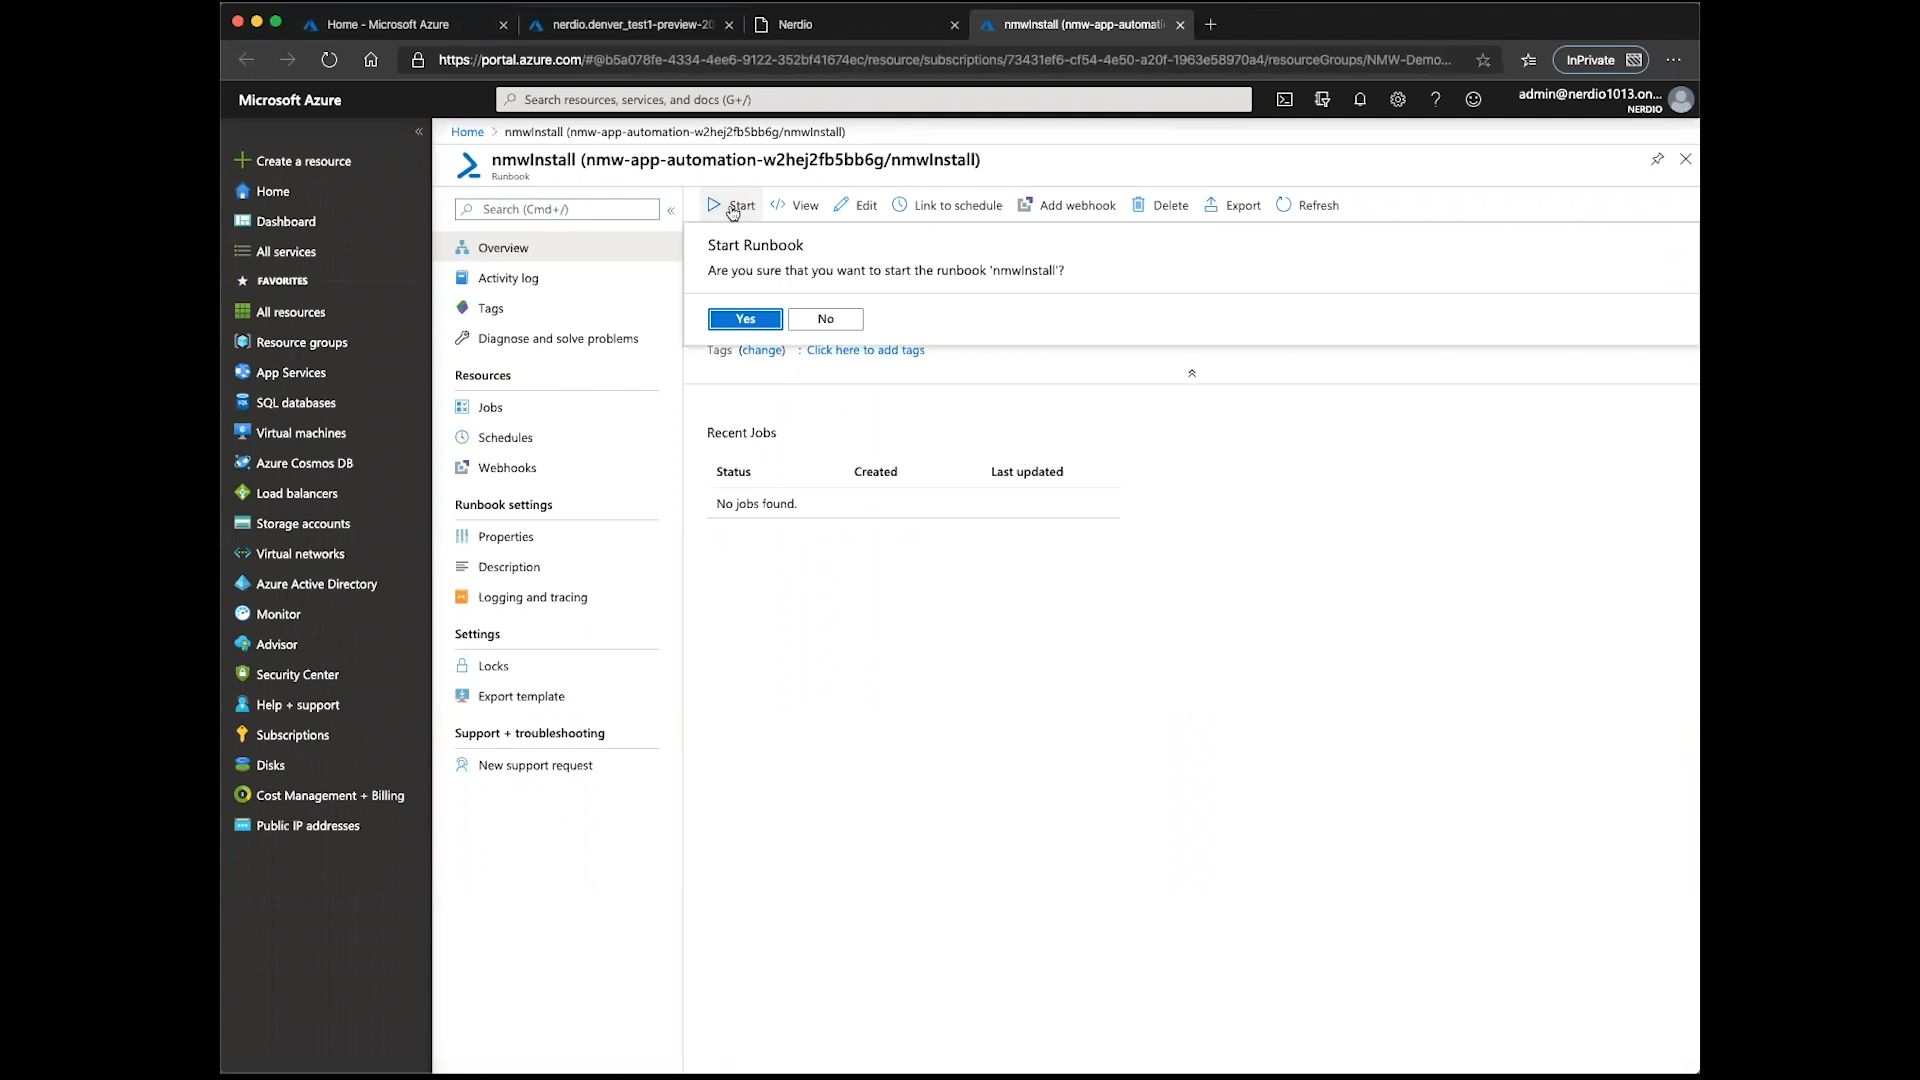 Home - Microsoft Azure
nerdio.denver_test1-preview-20
Nerdio
nmwInstall (nmw-app-automati
https://portal.azure.com/#@b5a078fe-4334-4ee6-9122-352bf41674ec/resource/subscriptions/73431ef6-cf54-4e50-a20f-1963e58970a4/resourceGroups/NMW-Demo...
InPrivate
Microsoft Azure
Search resources, services, and docs (G+/)
admin@nerdio1013.on...
NERDIO
Create a resource
Home
Dashboard
All services
FAVORITES
All resources
Resource groups
App Services
SQL databases
Virtual machines
Azure Cosmos DB
Load balancers
Storage accounts
Virtual networks
Azure Active Directory
Monitor
Advisor
Security Center
Help + support
Subscriptions
Disks
Cost Management + Billing
Public IP addresses
Home > nmwInstall (nmw-app-automation-w2hej2fb5bb6g/nmwInstall)
nmwInstall (nmw-app-automation-w2hej2fb5bb6g/nmwInstall)
Runbook
Search (Cmd+/)
Overview
Activity log
Tags
Diagnose and solve problems
Resources
Jobs
Schedules
Webhooks
Runbook settings
Properties
Description
Logging and tracing
Settings
Locks
Export template
Support + troubleshooting
New support request
Start View Edit Link to schedule Add webhook Delete Export Refresh
Start Runbook
Are you sure that you want to start the runbook 'nmwInstall'?
Yes No
Tags (change) : Click here to add tags
Recent Jobs
Status Created Last updated
No jobs found.